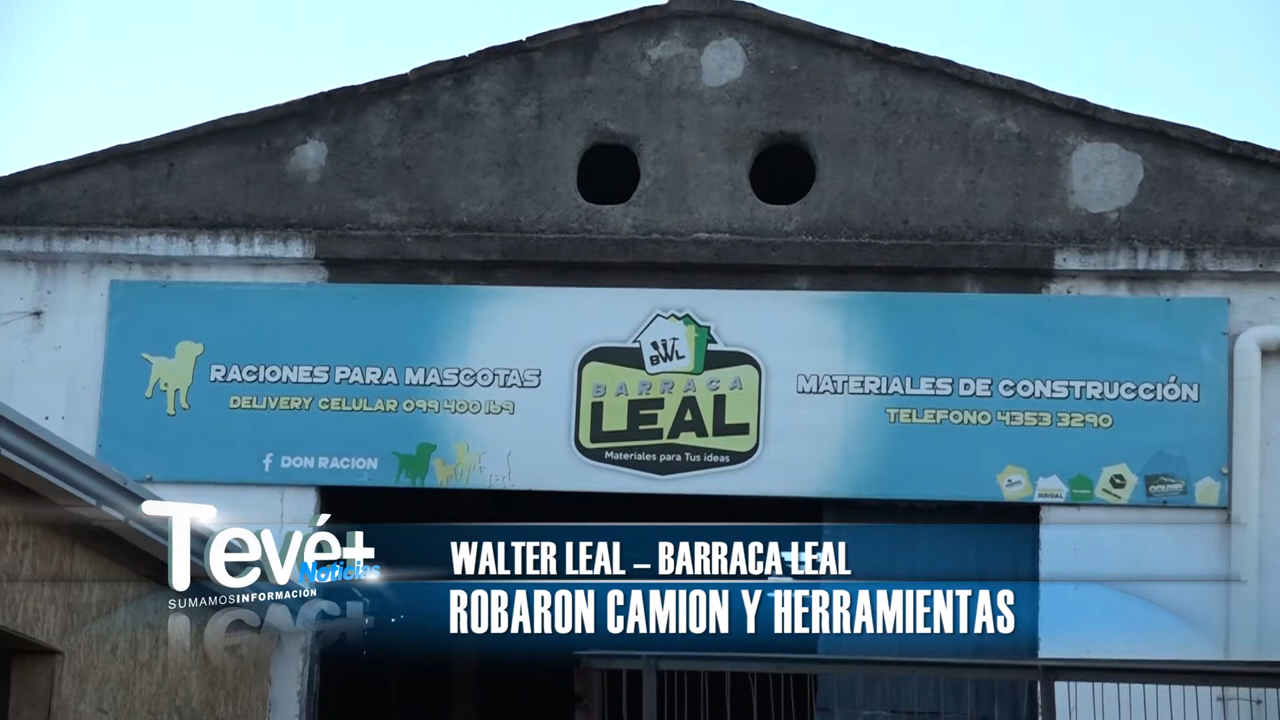 RACIONES PARA MASCOTAS
DELIVERY CELULAR 099 400 169
f DON RACION
BWL
BARRACA
LEAL
Materiales para Tus ideas
MATERIALES DE CONSTRUCCIÓN
TELEFONO 4353 3290
Tevé+
Noticias
SUMAMOSINFORMACIÓN
WALTER LEAL – BARRACA LEAL
ROBARON CAMION Y HERRAMIENTAS